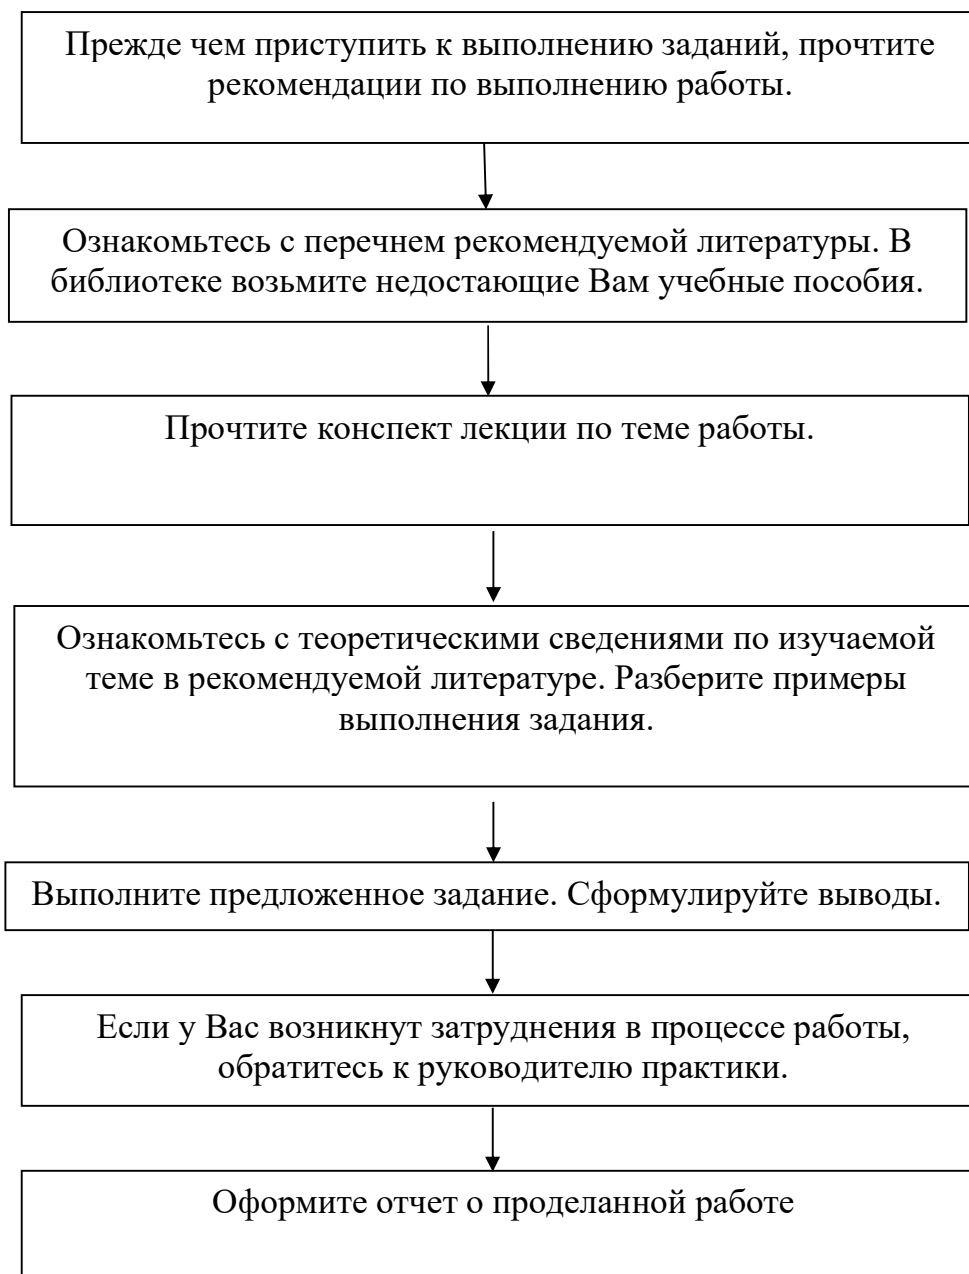 Прежде чем приступить к выполнению заданий, прочтите
рекомендации по выполнению работы.
Ознакомьтесь с перечнем рекомендуемой литературы. В
библиотеке возьмите недостающие Вам учебные пособия.
Прочтите конспект лекции по теме работы.
Ознакомьтесь с теоретическими сведениями по изучаемой
теме в рекомендуемой литературе. Разберите примеры
выполнения задания.
Выполните предложенное задание. Сформулируйте выводы.
Если у Вас возникнут затруднения в процессе работы,
обратитесь к руководителю практики.
Оформите отчет о проделанной работе